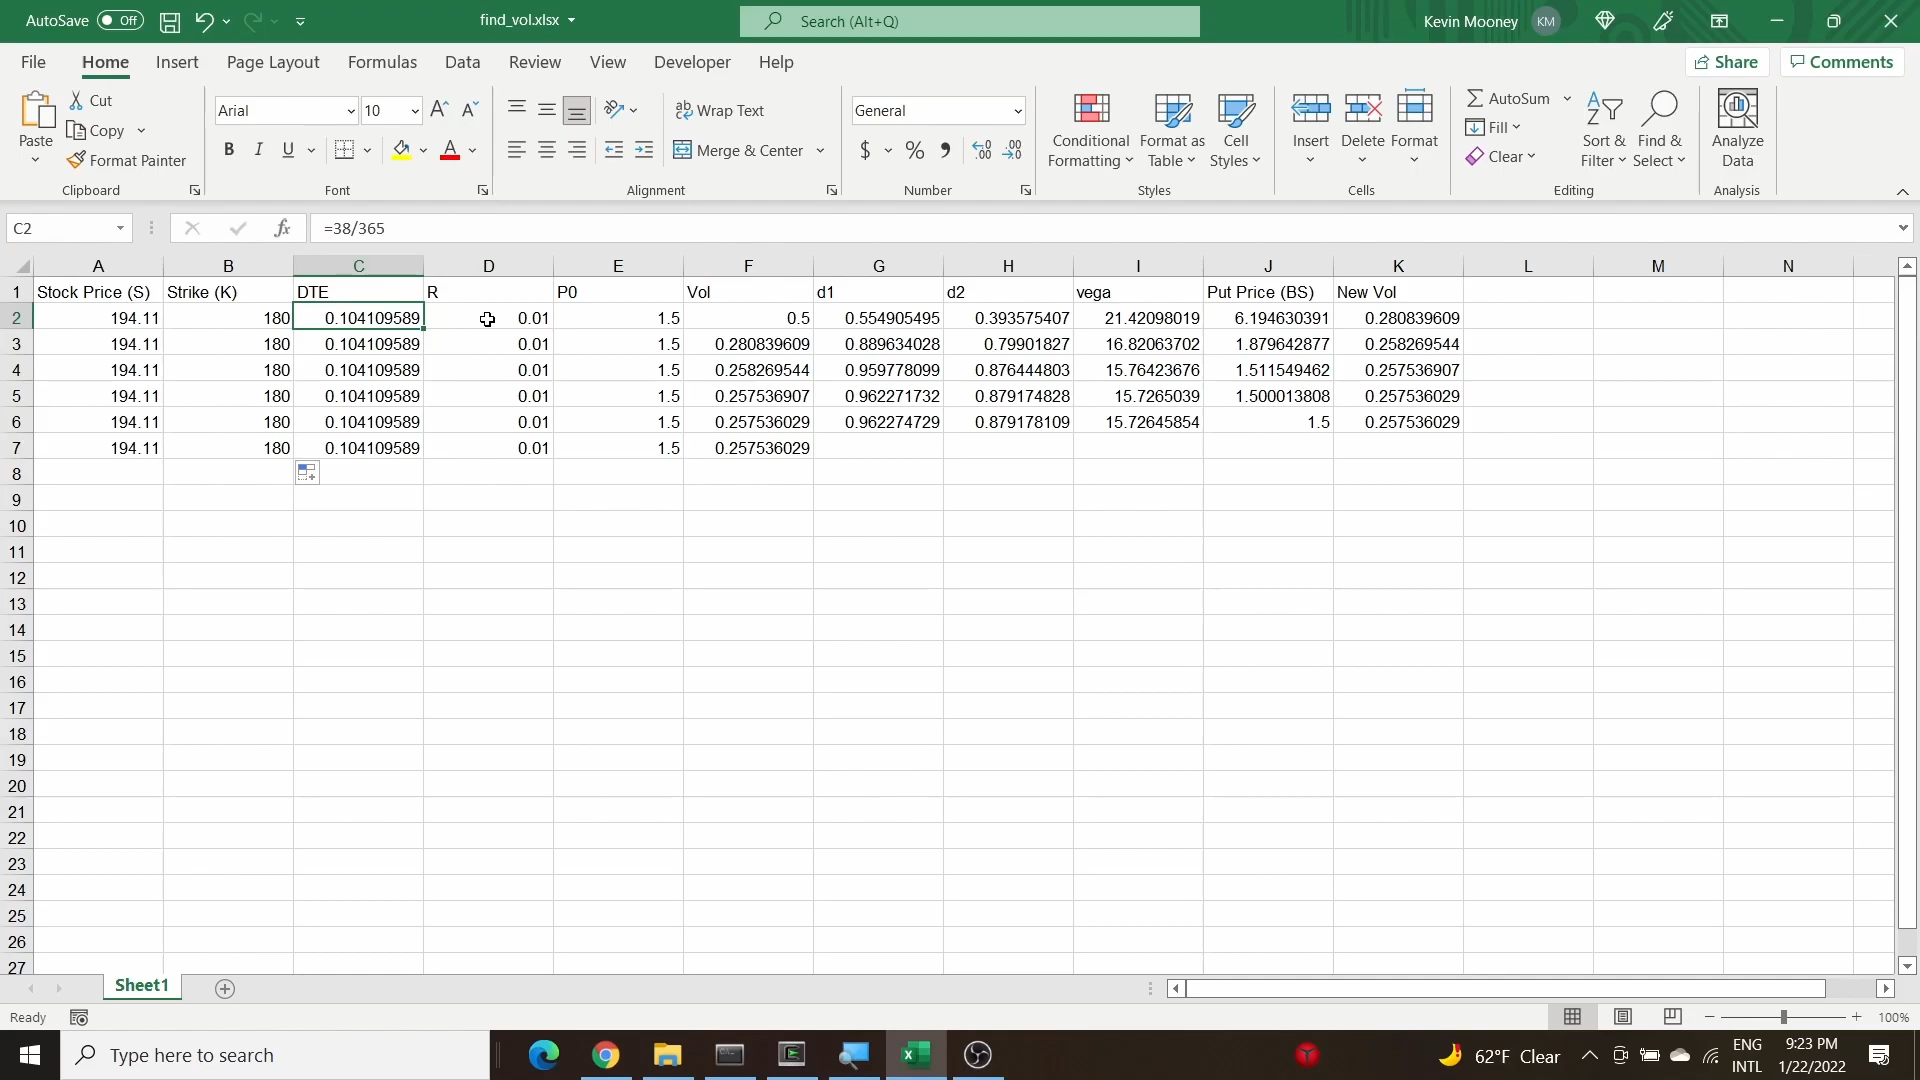 AutoSave Off find_vol.xlsx Search (Alt+Q) Kevin Mooney KM
File Home Insert Page Layout Formulas Data Review View Developer Help Share Comments
Paste Cut Copy Format Painter Clipboard
Arial 10 B I U A Font
ab Wrap Text Merge & Center Alignment
General $ % , Number
Conditional Formatting Format as Table Cell Styles Styles
Insert Delete Format Cells
AutoSum Fill Clear Sort & Filter Find & Select Editing
Analyze Data Analysis
C2 fx =38/365
A B C D E F G H I J K L M N
1 Stock Price (S) Strike (K) DTE R P0 Vol d1 d2 vega Put Price (BS) New Vol
2 194.11 180 0.104109589 0.01 1.5 0.5 0.554905495 0.393575407 21.42098019 6.194630391 0.280839609
3 194.11 180 0.104109589 0.01 1.5 0.280839609 0.889634028 0.79901827 16.82063702 1.879642877 0.258269544
4 194.11 180 0.104109589 0.01 1.5 0.258269544 0.959778099 0.876444803 15.76423676 1.511549462 0.257536907
5 194.11 180 0.104109589 0.01 1.5 0.257536907 0.962271732 0.879174828 15.7265039 1.500013808 0.257536029
6 194.11 180 0.104109589 0.01 1.5 0.257536029 0.962274729 0.879178109 15.72645854 1.5 0.257536029
7 194.11 180 0.104109589 0.01 1.5 0.257536029
8
9
10
11
12
13
14
15
16
17
18
19
20
21
22
23
24
25
26
27
Sheet1
Ready 100%
Type here to search 62°F Clear ENG INTL 9:23 PM 1/22/2022